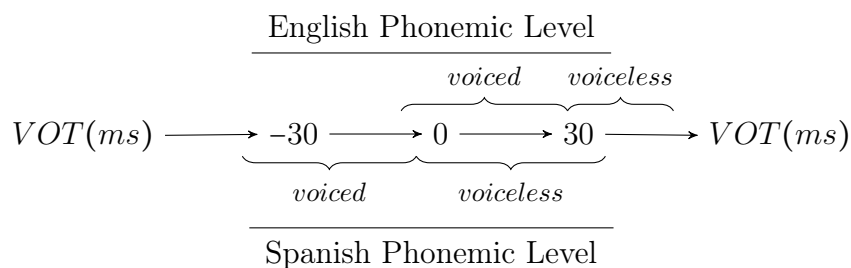 English Phonemic Level
voiced voiceless
VOT(ms) −30 0 30 VOT(ms)
voiced voiceless
Spanish Phonemic Level